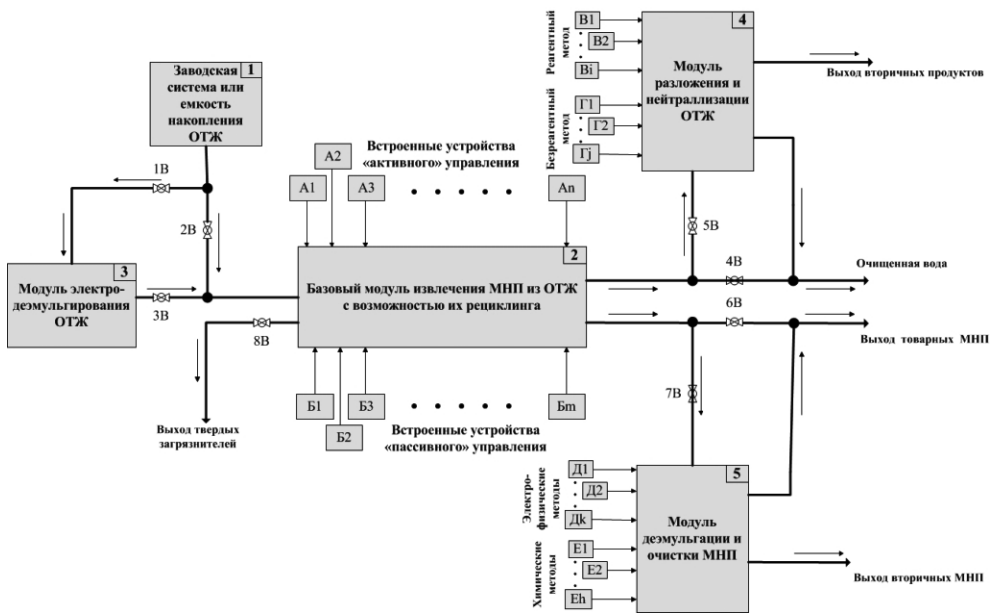 1
Заводская
система или
емкость
накопления
ОТЖ
1В
2В
3
Модуль электро-
деэмульгирования
ОТЖ
3В
8В
Выход твердых
загрязнителей
Встроенные устройства
«активного» управления
А1
А2
А3
Аn
2
Базовый модуль извлечения МНП из ОТЖ
с возможностью их рециклинга
Б1
Б2
Б3
Бm
Встроенные устройства
«пассивного» управления
Реагентный
метод
В1
В2
Вi
Безреагентный
метод
Г1
Г2
Гj
4
Модуль
разложения и
нейтраллизации
ОТЖ
Выход вторичных продуктов
5В
4В
Очищенная вода
6В
Выход товарных МНП
7В
Электро-
физические
методы
Д1
Д2
Дk
Химические
методы
Е1
Е2
Еh
5
Модуль
деэмульгации и
очистки МНП
Выход вторичных МНП